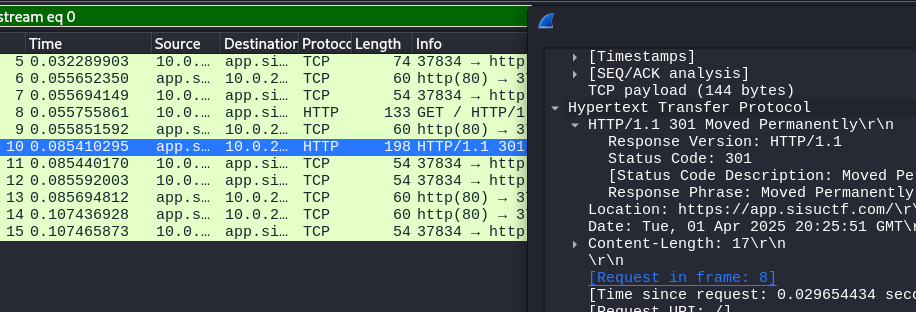 stream eq 0
Time Source Destination Protocol Length Info
5 0.032289903 10.0.… app.si… TCP 74 37834 → http
6 0.055652350 app.s… 10.0.2… TCP 60 http(80) → 3
7 0.055694149 10.0.… app.si… TCP 54 37834 → http
8 0.055755861 10.0.… app.si… HTTP 133 GET / HTTP/1
9 0.055851592 app.s… 10.0.2… TCP 60 http(80) → 3
10 0.085410295 app.s… 10.0.2… HTTP 198 HTTP/1.1 301
11 0.085440170 10.0.… app.si… TCP 54 37834 → http
12 0.085592003 10.0.… app.si… TCP 54 37834 → http
13 0.085694812 app.s… 10.0.2… TCP 60 http(80) → 3
14 0.107436928 app.s… 10.0.2… TCP 60 http(80) → 3
15 0.107465873 10.0.… app.si… TCP 54 37834 → http
[Timestamps]
[SEQ/ACK analysis]
TCP payload (144 bytes)
Hypertext Transfer Protocol
HTTP/1.1 301 Moved Permanently\r\n
Response Version: HTTP/1.1
Status Code: 301
[Status Code Description: Moved Pe
Response Phrase: Moved Permanently
Location: https://app.sisuctf.com/\r\
Date: Tue, 01 Apr 2025 20:25:51 GMT\r
Content-Length: 17\r\n
\r\n
[Request in frame: 8]
[Time since request: 0.029654434 seco
[Request URI: /]